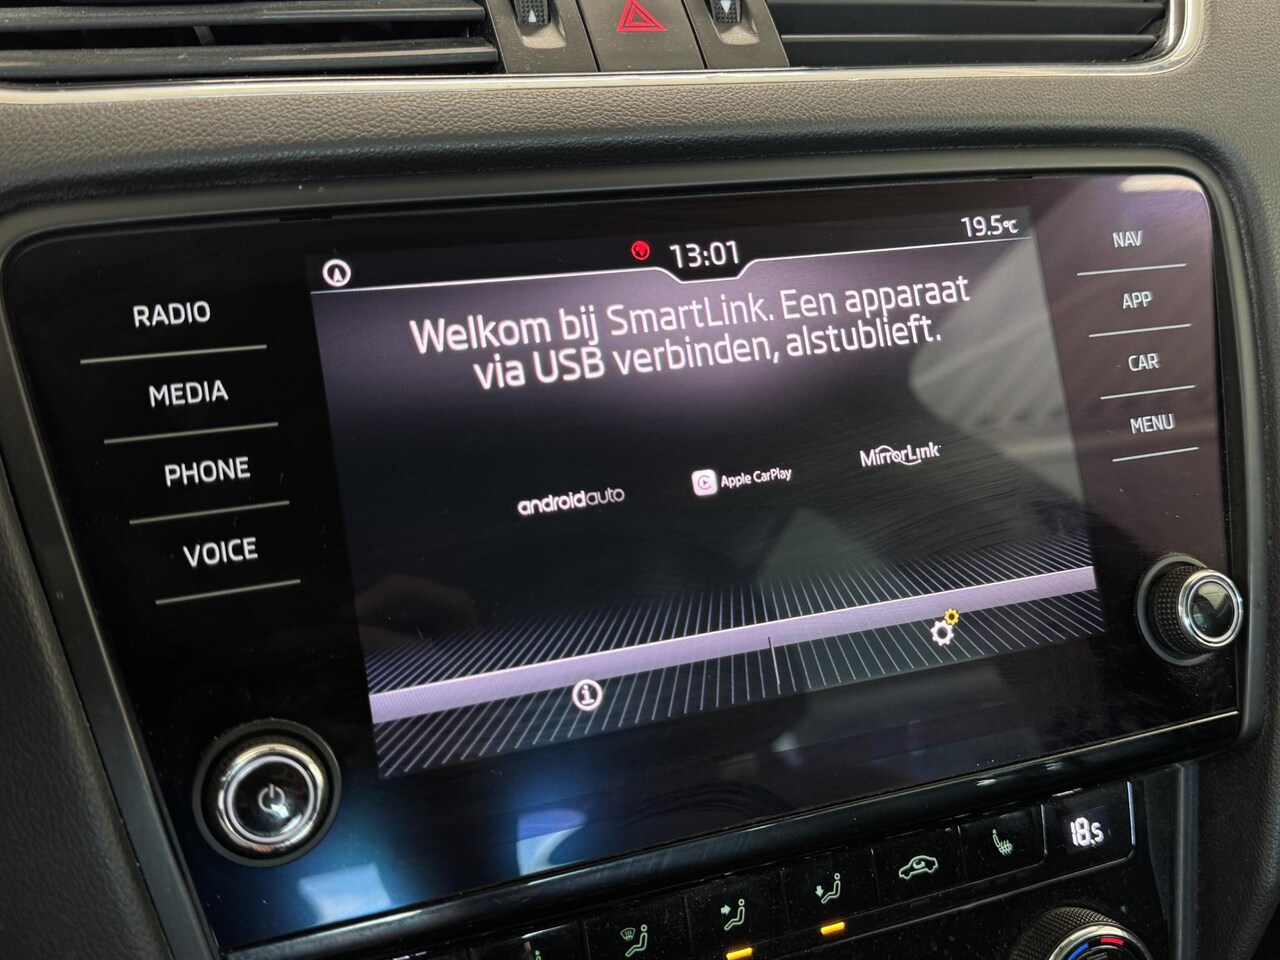 19.5°C
13:01
RADIO
MEDIA
PHONE
VOICE
Welkom bij SmartLink. Een apparaat
via USB verbinden, alstublieft.
androidauto
Apple CarPlay
MirrorLink
NAV
APP
CAR
MENU
18.5